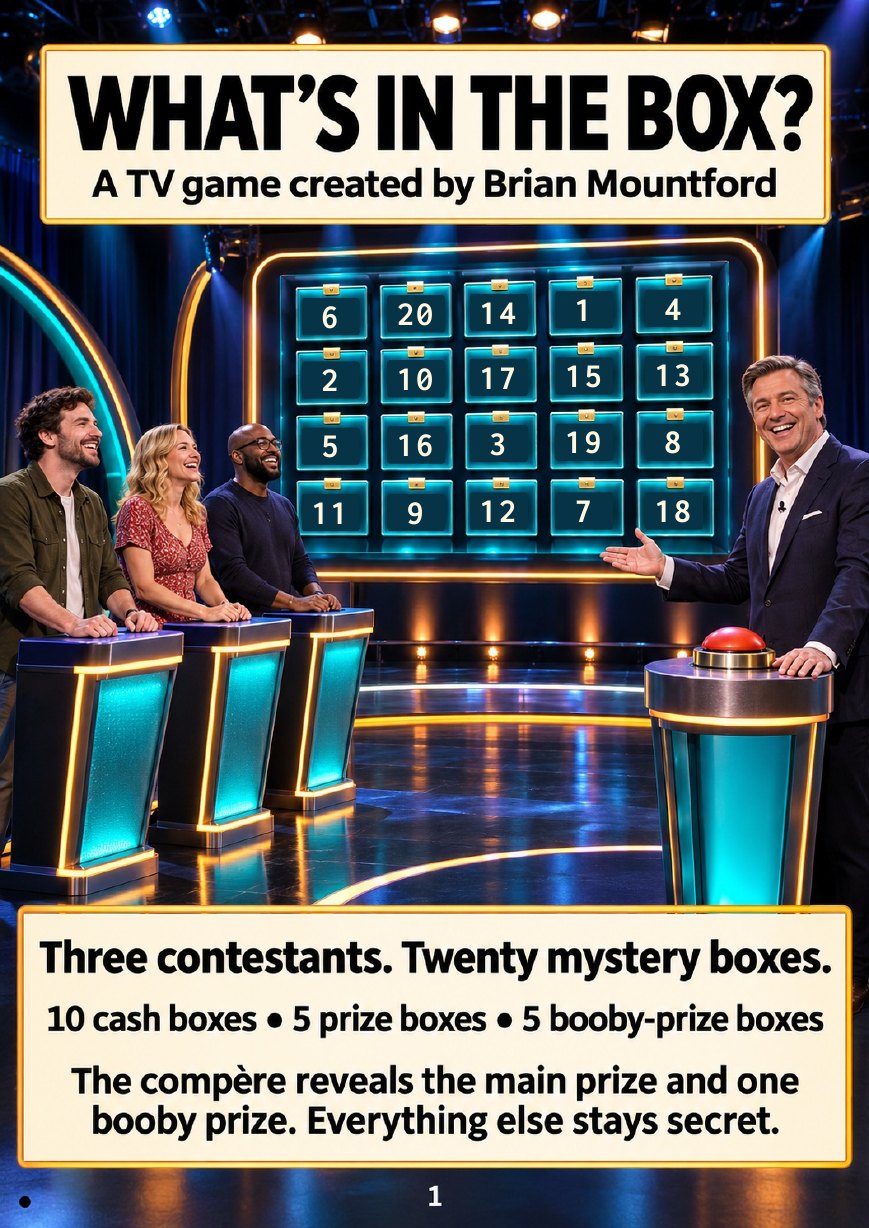 WHAT'S IN THE BOX?
A TV game created by Brian Mountford
6 20 14 1 4
2 10 17 15 13
5 16 3 19 8
11 9 12 7 18
Three contestants. Twenty mystery boxes.
10 cash boxes • 5 prize boxes • 5 booby-prize boxes
The compère reveals the main prize and one
booby prize. Everything else stays secret.
1